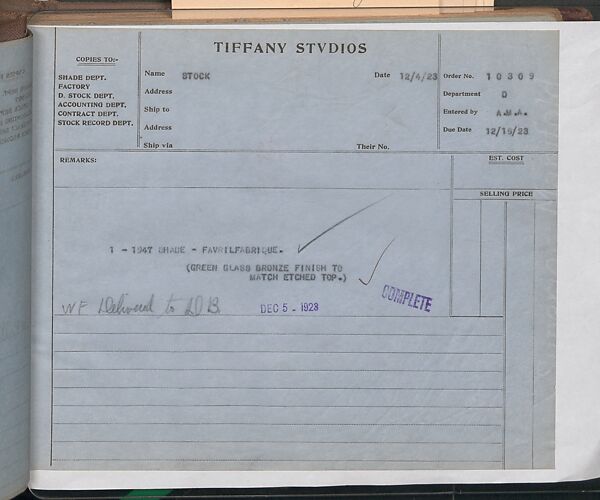 TIFFANY STVDIOS
COPIES TO:-
SHADE DEPT.
FACTORY
D. STOCK DEPT.
ACCOUNTING DEPT.
CONTRACT DEPT.
STOCK RECORD DEPT.
Name STOCK Date 12/4/23
Address
Ship to
Address
Ship via Their No.
Order No. 10309
Department D
Entered by A.M.A.
Due Date 12/15/23
REMARKS:
EST. COST
SELLING PRICE
1 - 1947 SHADE - FAVRILFABRIQUE.
(GREEN GLASS BRONZE FINISH TO
MATCH ETCHED TOP.)
COMPLETE
WF Delivered to
DEC 5 - 1923